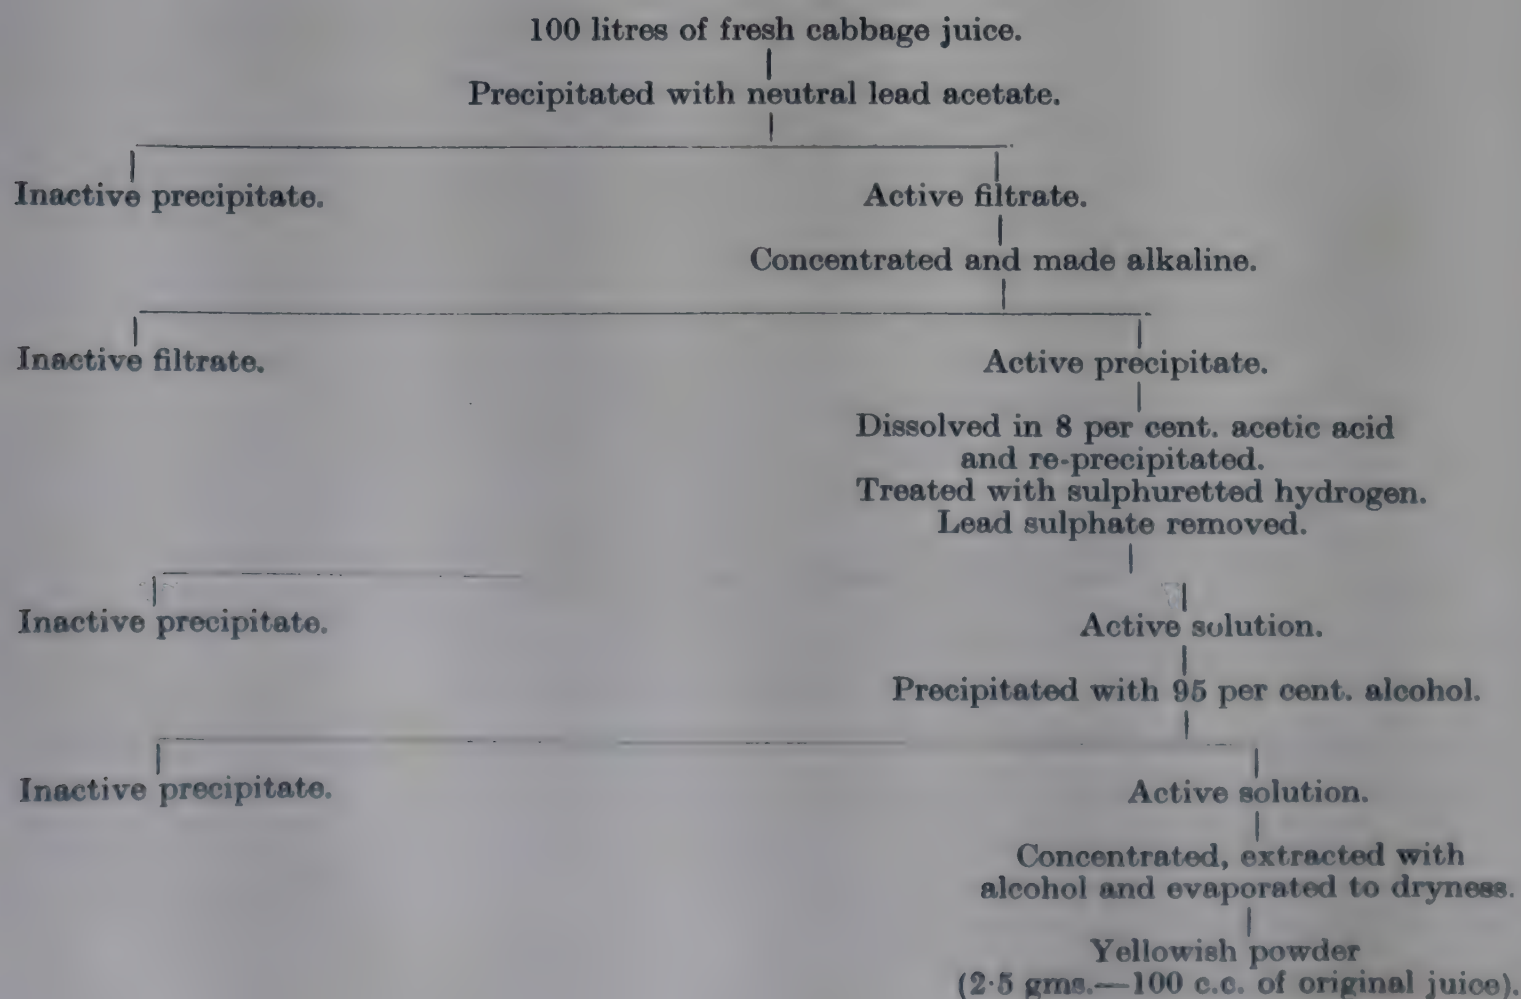 100 litres of fresh cabbage juice.
Precipitated with neutral lead acetate.
Inactive precipitate.
Active filtrate.
Concentrated and made alkaline.
Inactive filtrate.
Active precipitate.
Dissolved in 8 per cent. acetic acid
and re-precipitated.
Treated with sulphuretted hydrogen.
Lead sulphate removed.
Inactive precipitate.
Active solution.
Precipitated with 95 per cent. alcohol.
Inactive precipitate.
Active solution.
Concentrated, extracted with
alcohol and evaporated to dryness.
Yellowish powder
(2·5 gms.—100 c.c. of original juice).